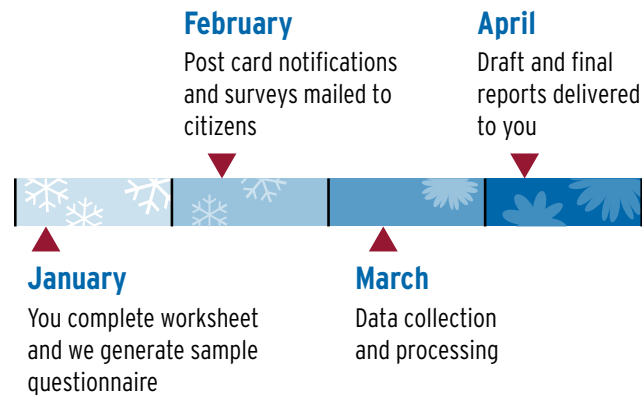 February
Post card notifications
and surveys mailed to
citizens
April
Draft and final
reports delivered
to you
January
You complete worksheet
and we generate sample
questionnaire
March
Data collection
and processing